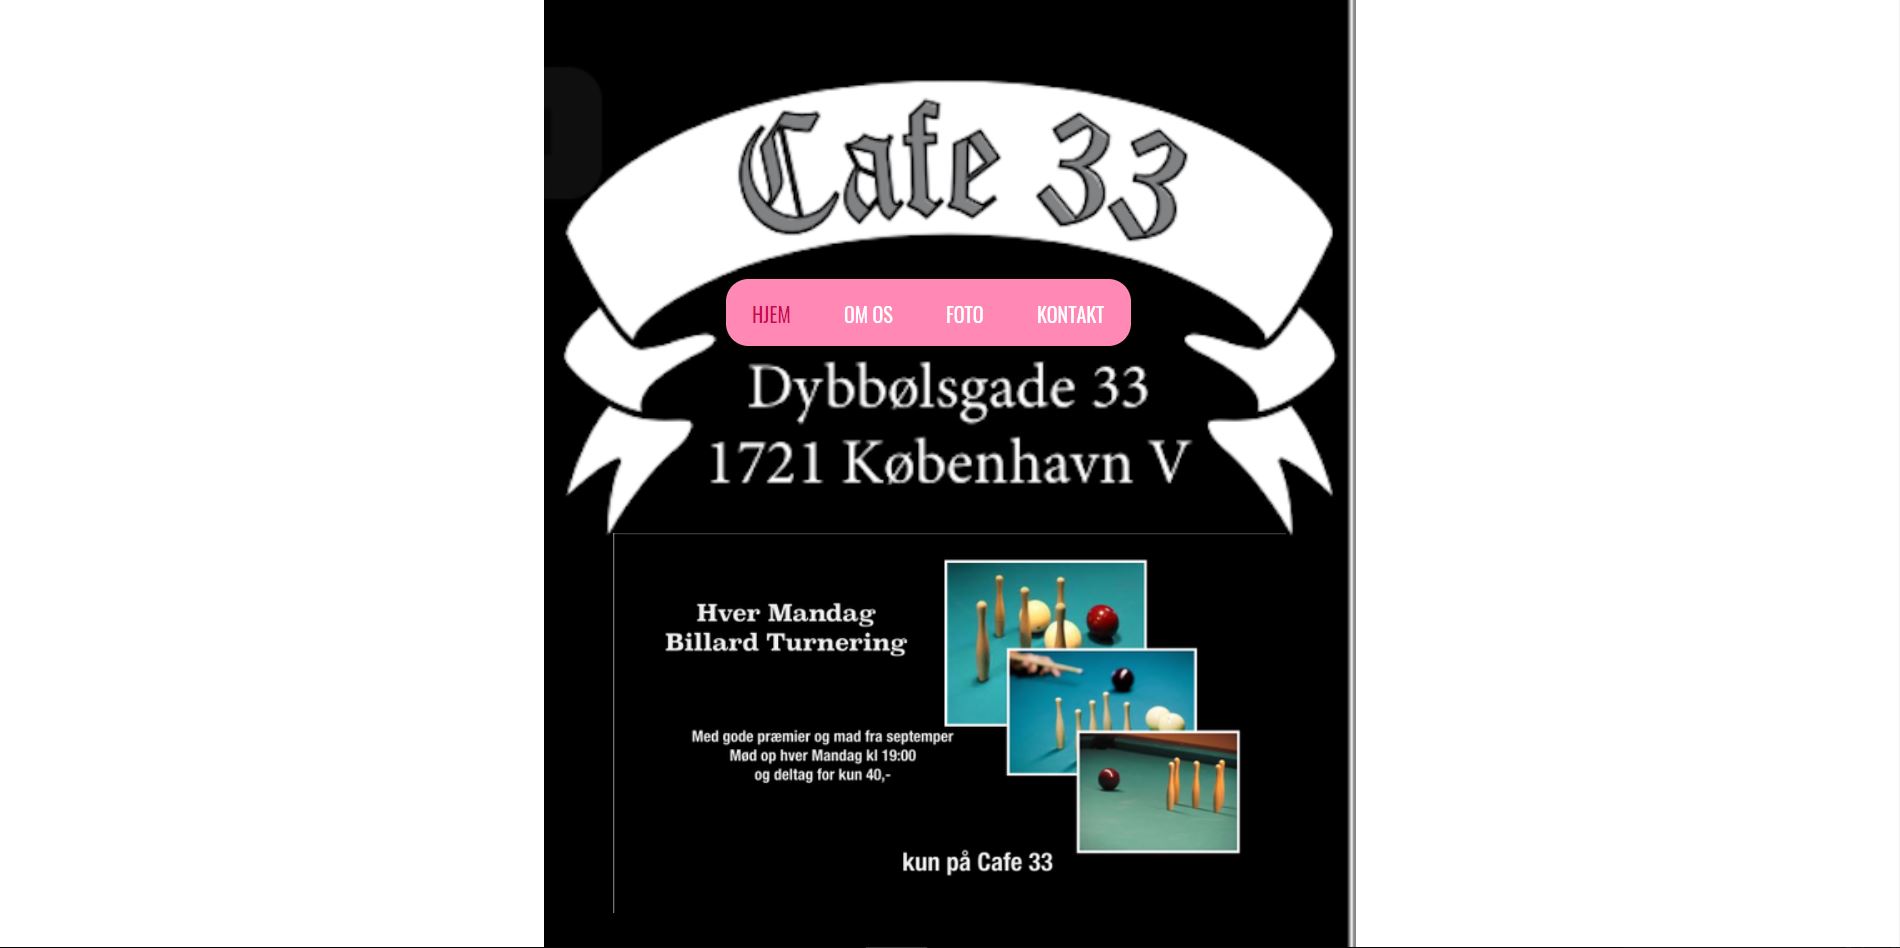 Cafe 33
HJEM OM OS FOTO KONTAKT
Dybbølsgade 33
1721 København V
Hver Mandag
Billard Turnering
Med gode præmier og mad fra septemper
Mød op hver Mandag kl 19:00
og deltag for kun 40,-
kun på Cafe 33